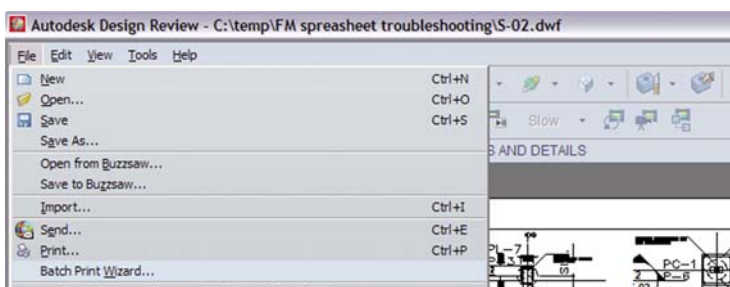 Autodesk Design Review - C:\temp\FM spreasheet troubleshooting\S-02.dwf
File Edit View Tools Help
New Ctrl+N
Open... Ctrl+O
Save Ctrl+S
Save As...
Slow
Open from Buzzsaw...
S AND DETAILS
Save to Buzzsaw...
Import... Ctrl+I
Send... Ctrl+E
Print... Ctrl+P
Batch Print Wizard...
PL-7
PC-1
P-6